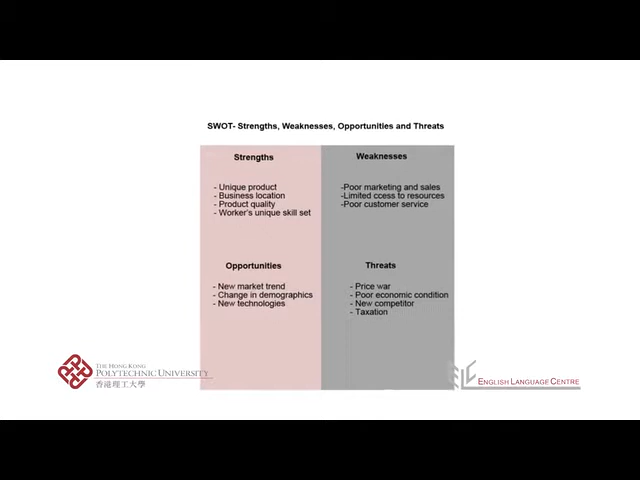 SWOT- Strengths, Weaknesses, Opportunities and Threats
Strengths
- Unique product
- Business location
- Product quality
- Worker's unique skill set
Weaknesses
-Poor marketing and sales
-Limited ccess to resources
-Poor customer service
Opportunities
- New market trend
- Change in demographics
- New technologies
Threats
- Price war
- Poor economic condition
- New competitor
- Taxation
THE HONG KONG
POLYTECHNIC UNIVERSITY
香港理工大學
ELC
ENGLISH LANGUAGE CENTRE